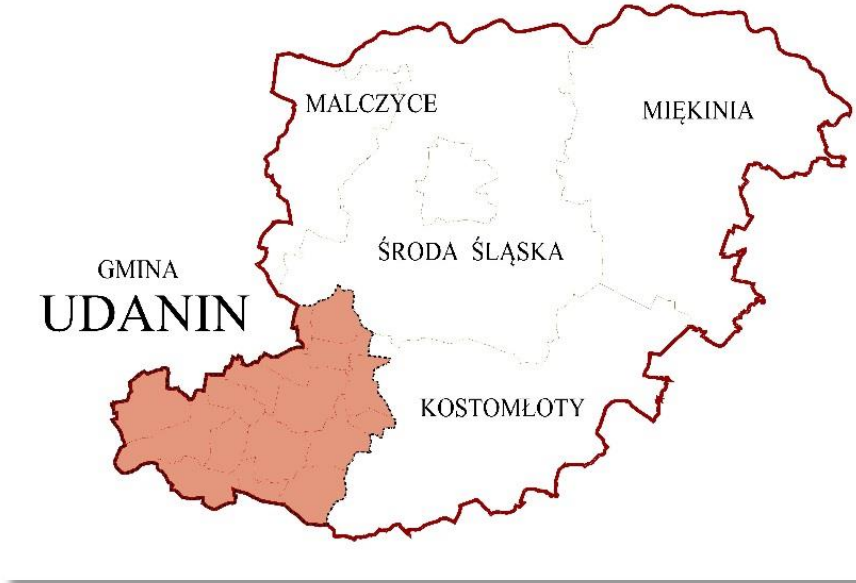 MALCZYCE
MIĘKINIA
ŚRODA ŚLĄSKA
GMINA
UDANIN
KOSTOMŁOTY